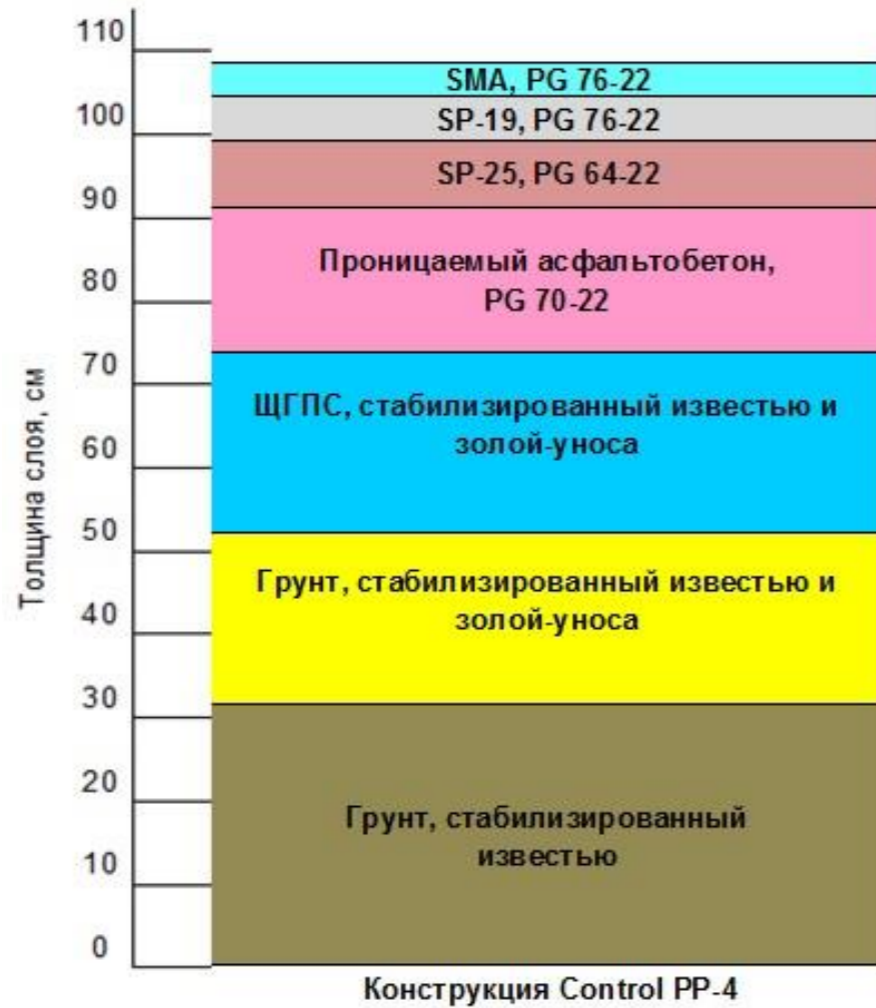 Толщина слоя, см
110
100
90
80
70
60
50
40
30
20
10
0
SMA, PG 76-22
SP-19, PG 76-22
SP-25, PG 64-22
Проницаемый асфальтобетон,
PG 70-22
ЩГПС, стабилизированный известью и
золой-уноса
Грунт, стабилизированный известью и
золой-уноса
Грунт, стабилизированный
известью
Конструкция Control PP-4